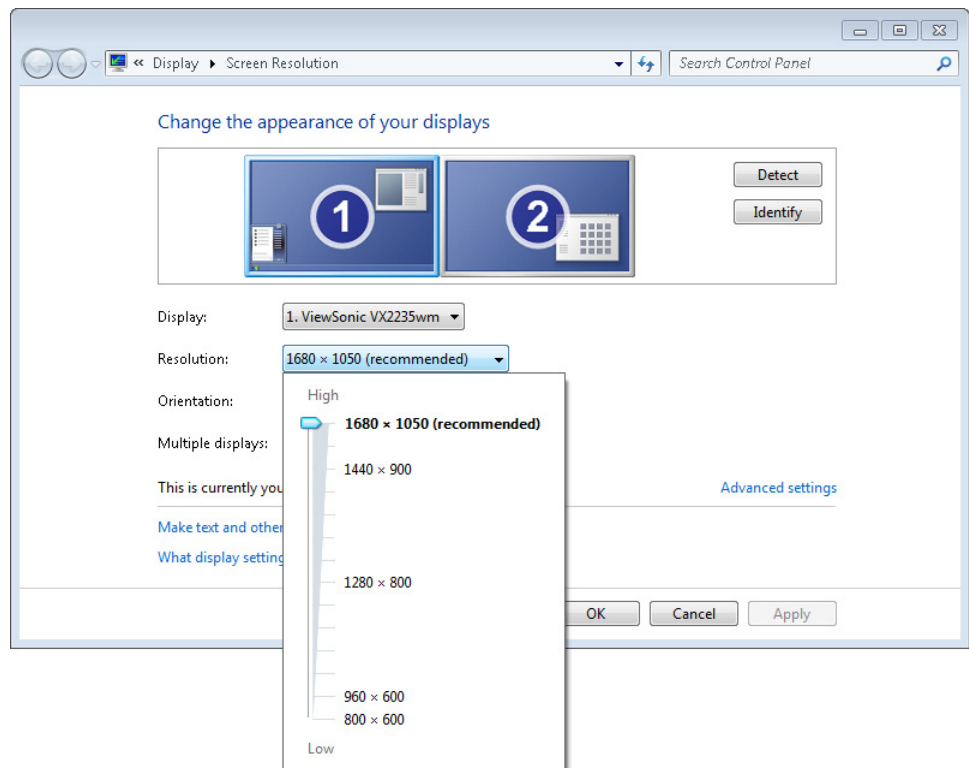 « Display ▸ Screen Resolution
Search Control Panel
Change the appearance of your displays
1
2
Detect
Identify
Display:
1. ViewSonic VX2235wm
Resolution:
1680 × 1050 (recommended)
Orientation:
High
1680 × 1050 (recommended)
Multiple displays:
1440 × 900
This is currently you
Advanced settings
Make text and other
What display setting
1280 × 800
OK
Cancel
Apply
960 × 600
800 × 600
Low